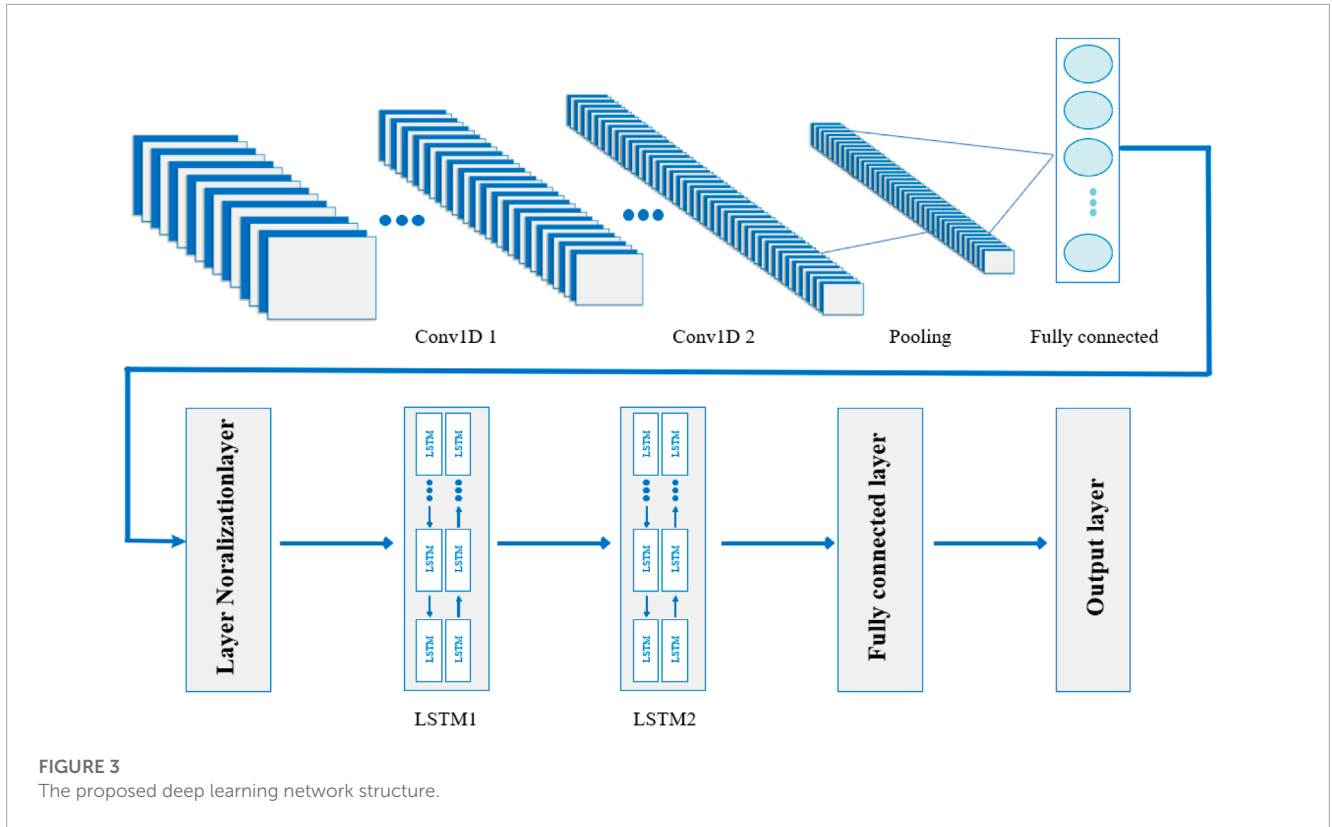 Conv1D 1
Conv1D 2
Pooling
Fully connected
Layer Noralizationlayer
LSTM
LSTM
LSTM
LSTM
LSTM
LSTM
LSTM1
LSTM
LSTM
LSTM
LSTM
LSTM
LSTM
LSTM2
Fully connected layer
Output layer
FIGURE 3
The proposed deep learning network structure.